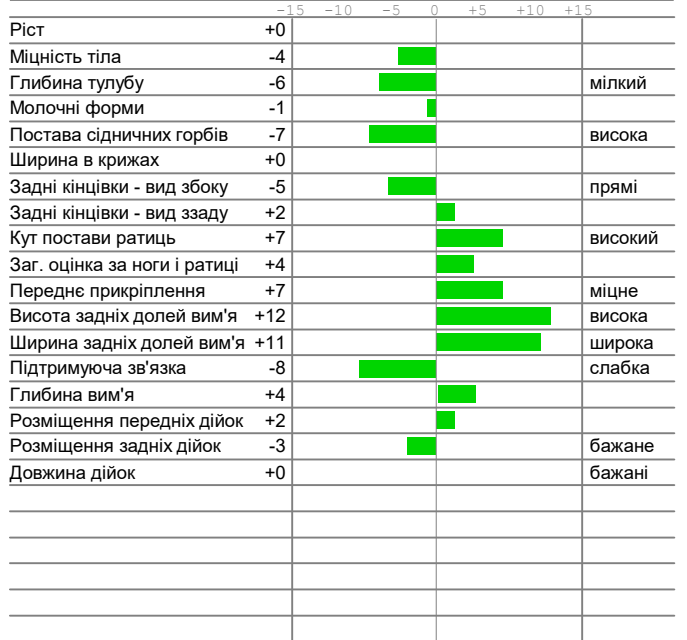 -15 -10 -5 0 +5 +10 +15
Ріст +0
Міцність тіла -4
Глибина тулубу -6 мілкий
Молочні форми -1
Постава сідничних горбів -7 висока
Ширина в крижах +0
Задні кінцівки - вид збоку -5 прямі
Задні кінцівки - вид ззаду +2
Кут постави ратиць +7 високий
Заг. оцінка за ноги і ратиці +4
Переднє прикріплення +7 міцне
Висота задніх долей вим'я +12 висока
Ширина задніх долей вим'я +11 широка
Підтримуюча зв'язка -8 слабка
Глибина вим'я +4
Розміщення передніх дійок +2
Розміщення задніх дійок -3 бажане
Довжина дійок +0 бажані